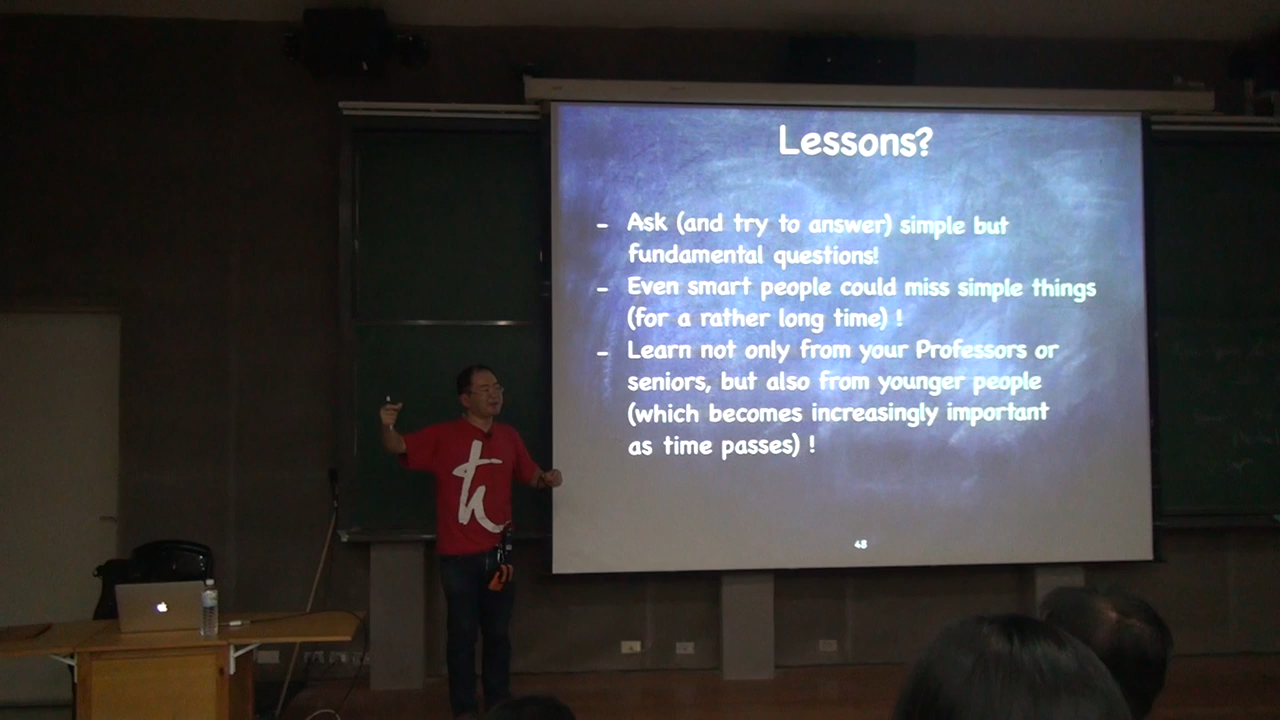 Lessons?
- Ask (and try to answer) simple but
fundamental questions!
- Even smart people could miss simple things
(for a rather long time) !
- Learn not only from your Professors or
seniors, but also from younger people
(which becomes increasingly important
as time passes) !
48
ħ